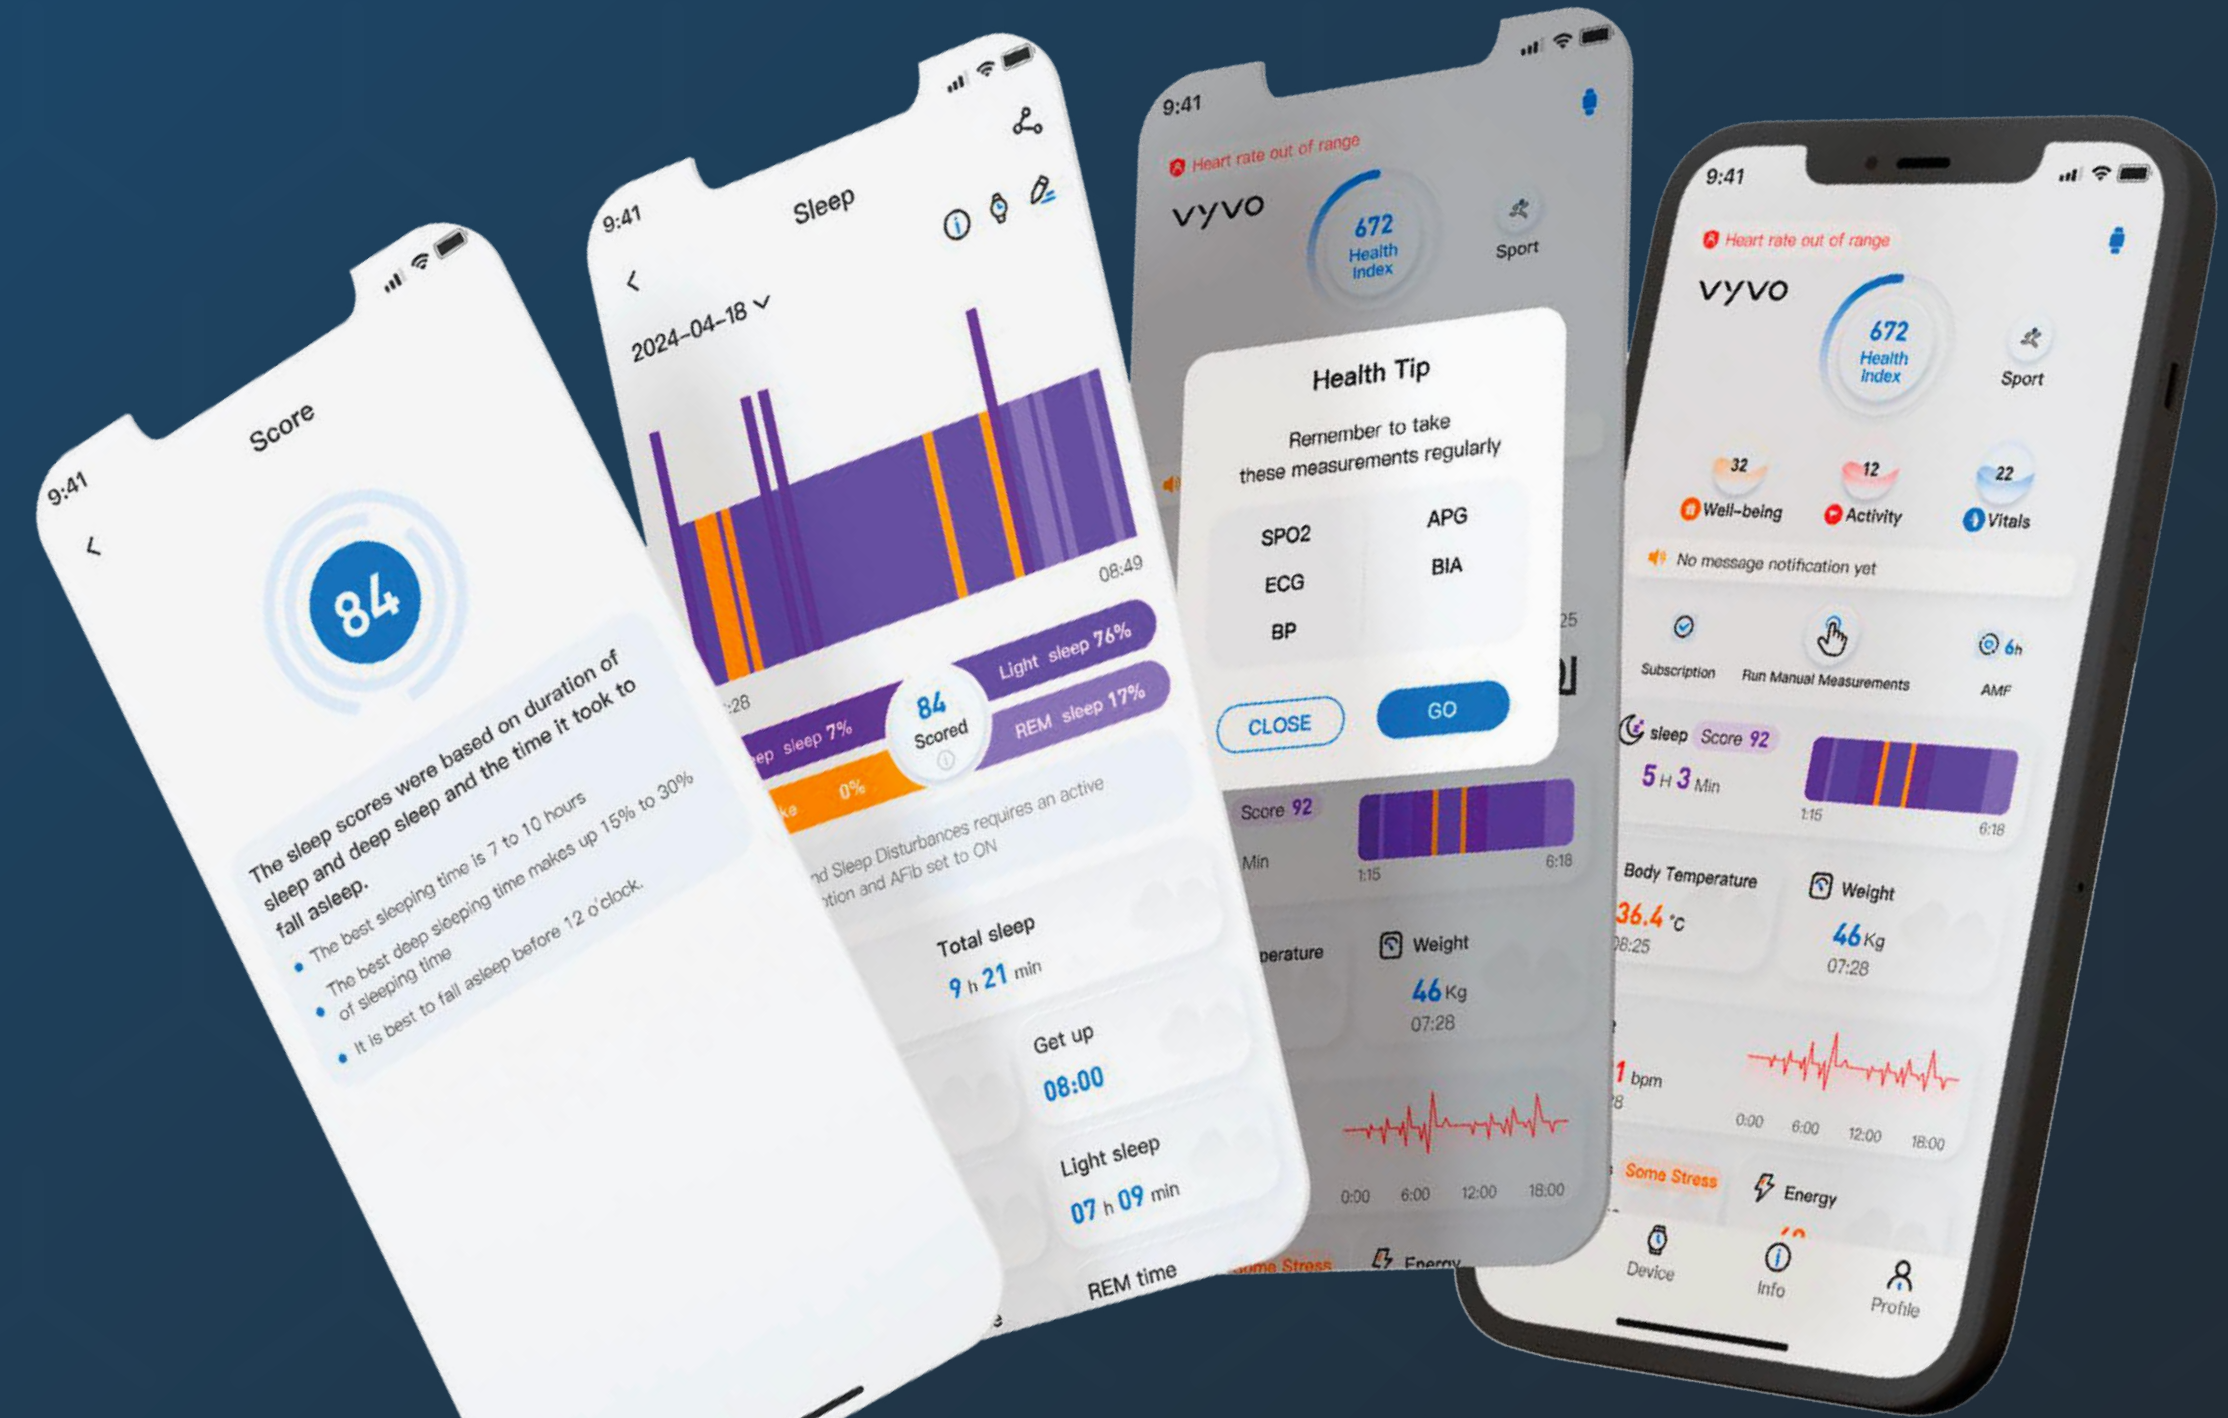 9:41
Score
84
The sleep scores were based on duration of
sleep and deep sleep and the time it took to
fall asleep.
The best sleeping time is 7 to 10 hours
The best deep sleeping time makes up 15% to 30%
of sleeping time
It is best to fall asleep before 12 o'clock.
9:41
Sleep
2024-04-18
:28
08:49
sleep 7%
Light sleep 76%
84
Scored
0%
REM sleep 17%
Sleep Disturbances requires an active
and AFib set to ON
Total sleep
9 h 21 min
Get up
08:00
Light sleep
07 h 09 min
REM time
9:41
Heart rate out of range
vyvo
672
Health
Index
Sport
Health Tip
Remember to take
these measurements regularly
SPO2
APG
ECG
BIA
BP
25
CLOSE
GO
Score 92
Min
1:15
6:18
Weight
46 Kg
07:28
0:00
6:00
12:00
18:00
Stress
Energy
9:41
Heart rate out of range
vyvo
672
Health
Index
Sport
32
12
22
Well-being
Activity
Vitals
No message notification yet
Subscription
Run Manual Measurements
6h
AMF
sleep
Score 92
5 H 3 Min
1:15
6:18
Body Temperature
36.4 °C
08:25
Weight
46 Kg
07:28
1 bpm
0:00
6:00
12:00
18:00
Some Stress
Energy
Device
Info
Profile